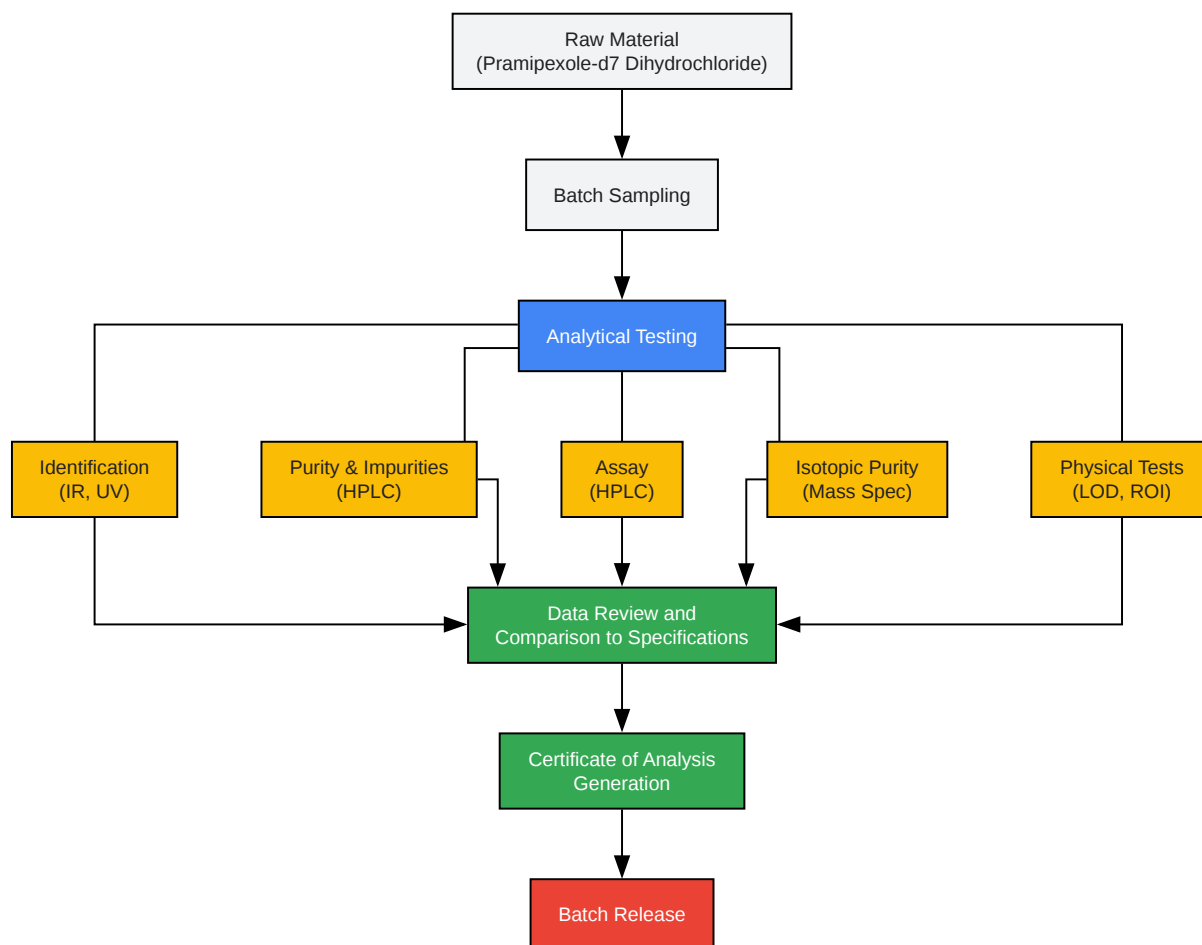 Raw Material
(Pramipexole-d7 Dihydrochloride)
Batch Sampling
Analytical Testing
Identification
(IR, UV)
Purity & Impurities
(HPLC)
Assay
(HPLC)
Isotopic Purity
(Mass Spec)
Physical Tests
(LOD, ROI)
Data Review and
Comparison to Specifications
Certificate of Analysis
Generation
Batch Release